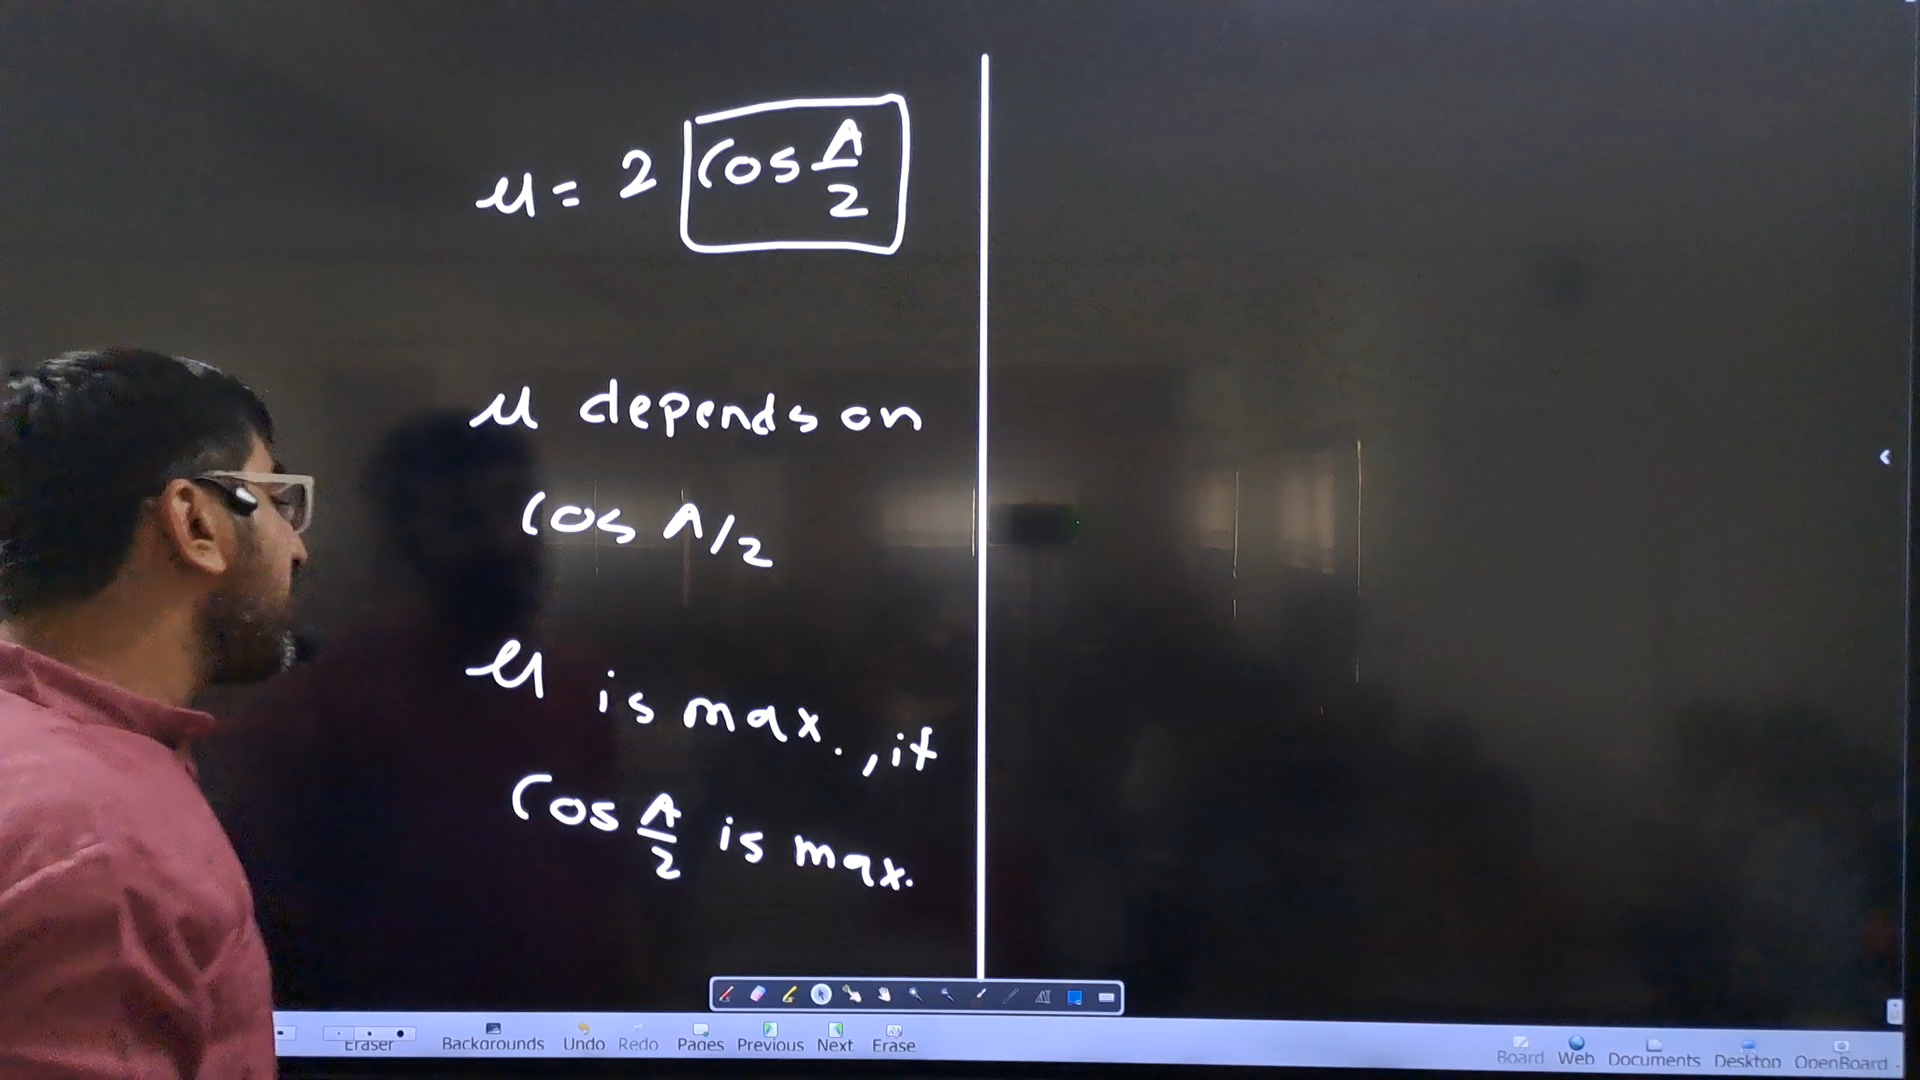 μ = 2 cos A/2
μ depends on
cos A/2
μ is max., if
cos A/2 is max.
Eraser Backgrounds Undo Redo Pages Previous Next Erase Board Web Documents Desktop OpenBoard